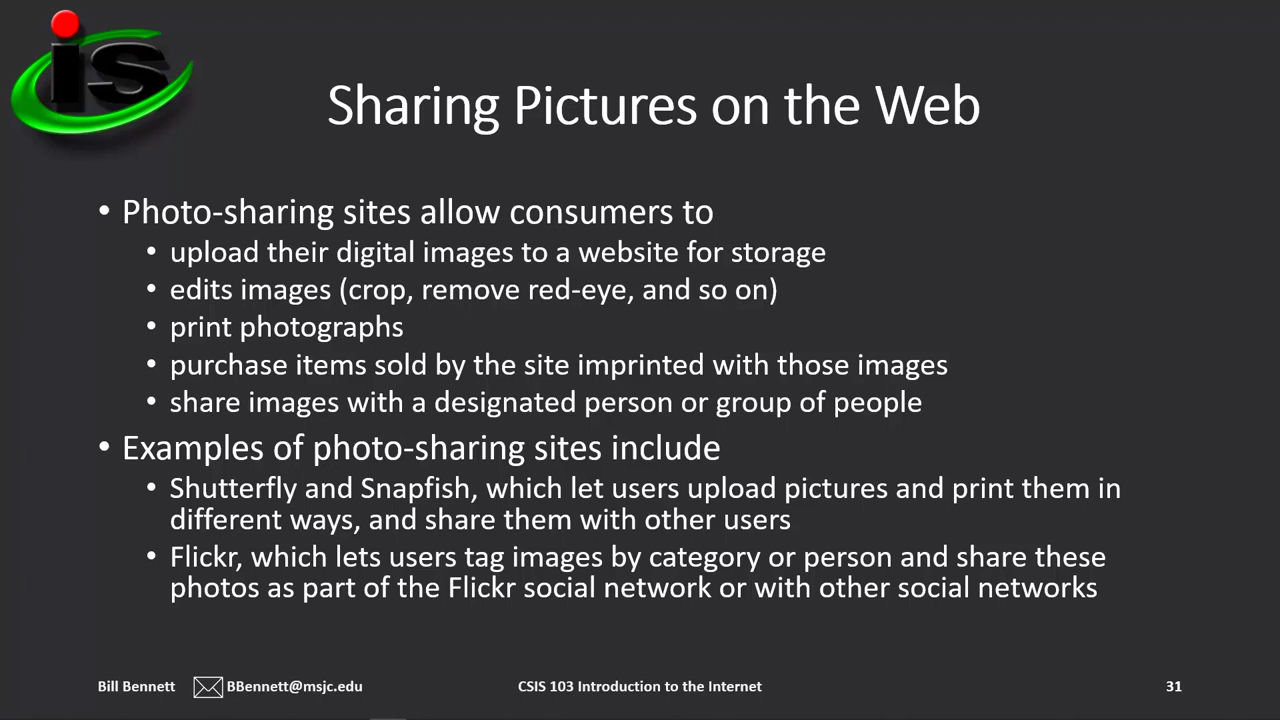 is
Sharing Pictures on the Web
• Photo-sharing sites allow consumers to
• upload their digital images to a website for storage
• edits images (crop, remove red-eye, and so on)
• print photographs
• purchase items sold by the site imprinted with those images
• share images with a designated person or group of people
• Examples of photo-sharing sites include
• Shutterfly and Snapfish, which let users upload pictures and print them in
different ways, and share them with other users
• Flickr, which lets users tag images by category or person and share these
photos as part of the Flickr social network or with other social networks
Bill Bennett BBennett@msjc.edu CSIS 103 Introduction to the Internet 31